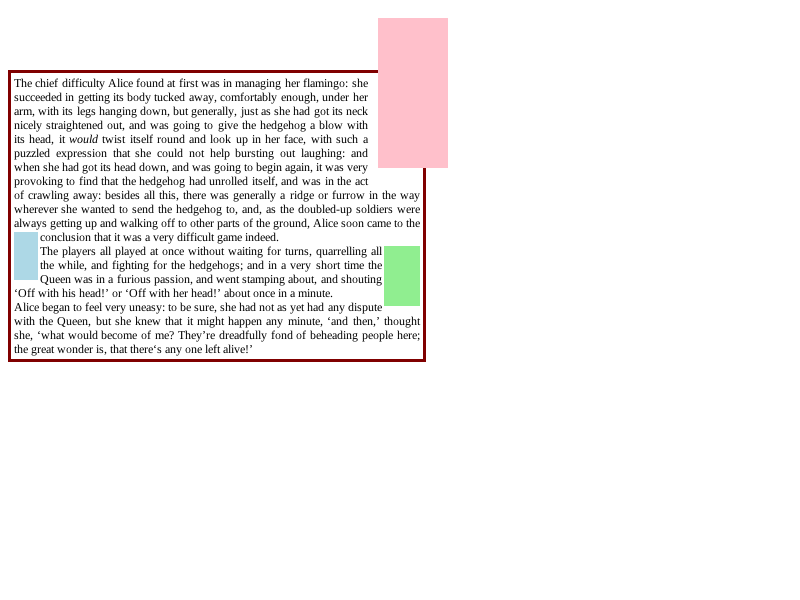 The chief difficulty Alice found at first was in managing her flamingo: she
succeeded in getting its body tucked away, comfortably enough, under her
arm, with its legs hanging down, but generally, just as she had got its neck
nicely straightened out, and was going to give the hedgehog a blow with
its head, it would twist itself round and look up in her face, with such a
puzzled expression that she could not help bursting out laughing: and
when she had got its head down, and was going to begin again, it was very
provoking to find that the hedgehog had unrolled itself, and was in the act
of crawling away: besides all this, there was generally a ridge or furrow in the way
wherever she wanted to send the hedgehog to, and, as the doubled-up soldiers were
always getting up and walking off to other parts of the ground, Alice soon came to the
conclusion that it was a very difficult game indeed.
The players all played at once without waiting for turns, quarrelling all
the while, and fighting for the hedgehogs; and in a very short time the
Queen was in a furious passion, and went stamping about, and shouting
‘Off with his head!’ or ‘Off with her head!’ about once in a minute.
Alice began to feel very uneasy: to be sure, she had not as yet had any dispute
with the Queen, but she knew that it might happen any minute, ‘and then,’ thought
she, ‘what would become of me? They’re dreadfully fond of beheading people here;
the great wonder is, that there‘s any one left alive!’